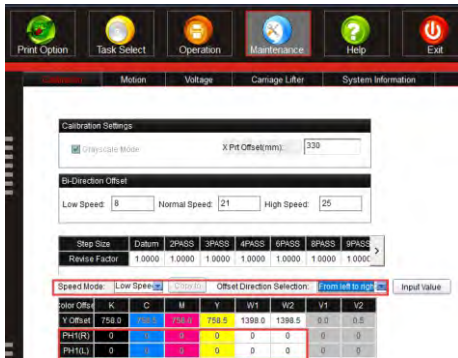 Print Option Task Select Operation Maintenance Help Exit
Calibration Motion Voltage Carriage Lifter System Information
Calibration Settings
Grayscale Mode X Prt Offset(mm): 330
Bi-Direction Offset
Low Speed: 8 Normal Speed: 21 High Speed: 25
Step Size Datum 2PASS 3PASS 4PASS 6PASS 8PASS 9PASS >
Revise Factor 1.0000 1.0000 1.0000 1.0000 1.0000 1.0000 1.0000
Speed Mode: Low Spee Copy to Offset Direction Selection: From left to righ Input Value
Color Offse K C M Y W1 W2 V1 V2
Y Offset 758.0 758.5 758.0 758.5 1398.0 1398.5 0.0 0.5
PH1(R) 0 0 0 0 0 0 0 0
PH1(L) 0 0 0 0 0 0 0 0